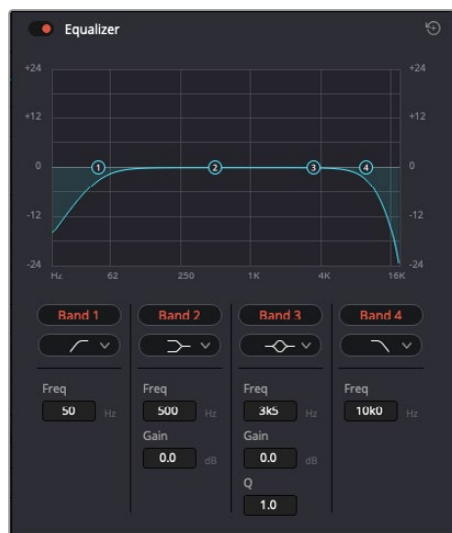 Equalizer
+24 +24
+12 +12
0 0
-12 -12
-24 -24
Hz 62 250 1K 4K 16K
1 2 3 4
Band 1 Band 2 Band 3 Band 4
Freq Freq Freq Freq
50 Hz 500 Hz 3k5 Hz 10k0 Hz
Gain Gain
0.0 dB 0.0 dB
Q
1.0